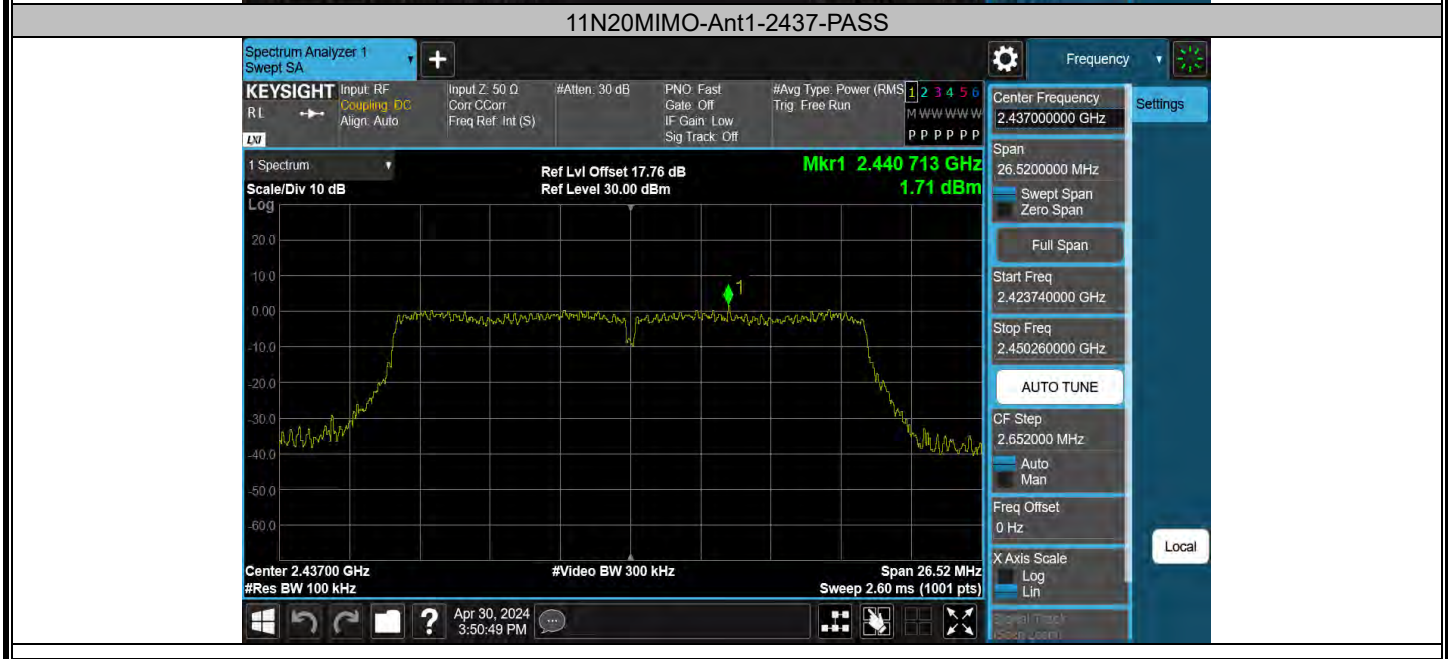 11N20MIMO-Ant1-2437-PASS
Spectrum Analyzer 1
Swept SA
Frequency
KEYSIGHT
R L
LXI
Input: RF
Coupling: DC
Align: Auto
Input Z: 50 Ω
Corr CCorr
Freq Ref: Int (S)
#Atten: 30 dB
PNO: Fast
Gate: Off
IF Gain: Low
Sig Track: Off
#Avg Type: Power (RMS
Trig: Free Run
1 2 3 4 5 6
M W W W W W
P P P P P P
Center Frequency
2.437000000 GHz
Settings
Span
26.5200000 MHz
Swept Span
Zero Span
Full Span
Start Freq
2.423740000 GHz
Stop Freq
2.450260000 GHz
AUTO TUNE
CF Step
2.652000 MHz
Auto
Man
Freq Offset
0 Hz
X Axis Scale
Log
Lin
Signal Track
(Span Zoom)
Local
1 Spectrum
Scale/Div 10 dB
Log
Ref Lvl Offset 17.76 dB
Ref Level 30.00 dBm
Mkr1 2.440 713 GHz
1.71 dBm
20.0
10.0
1
0.00
-10.0
-20.0
-30.0
-40.0
-50.0
-60.0
Center 2.43700 GHz
#Res BW 100 kHz
#Video BW 300 kHz
Span 26.52 MHz
Sweep 2.60 ms (1001 pts)
Apr 30, 2024
3:50:49 PM